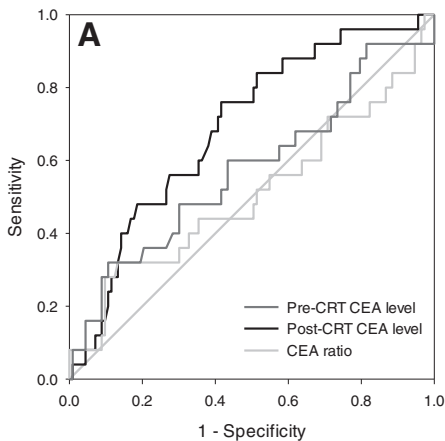 A
1.0
0.8
0.6
0.4
0.2
0.0
Sensitivity
Pre-CRT CEA level
Post-CRT CEA level
CEA ratio
0.0 0.2 0.4 0.6 0.8 1.0
1 - Specificity